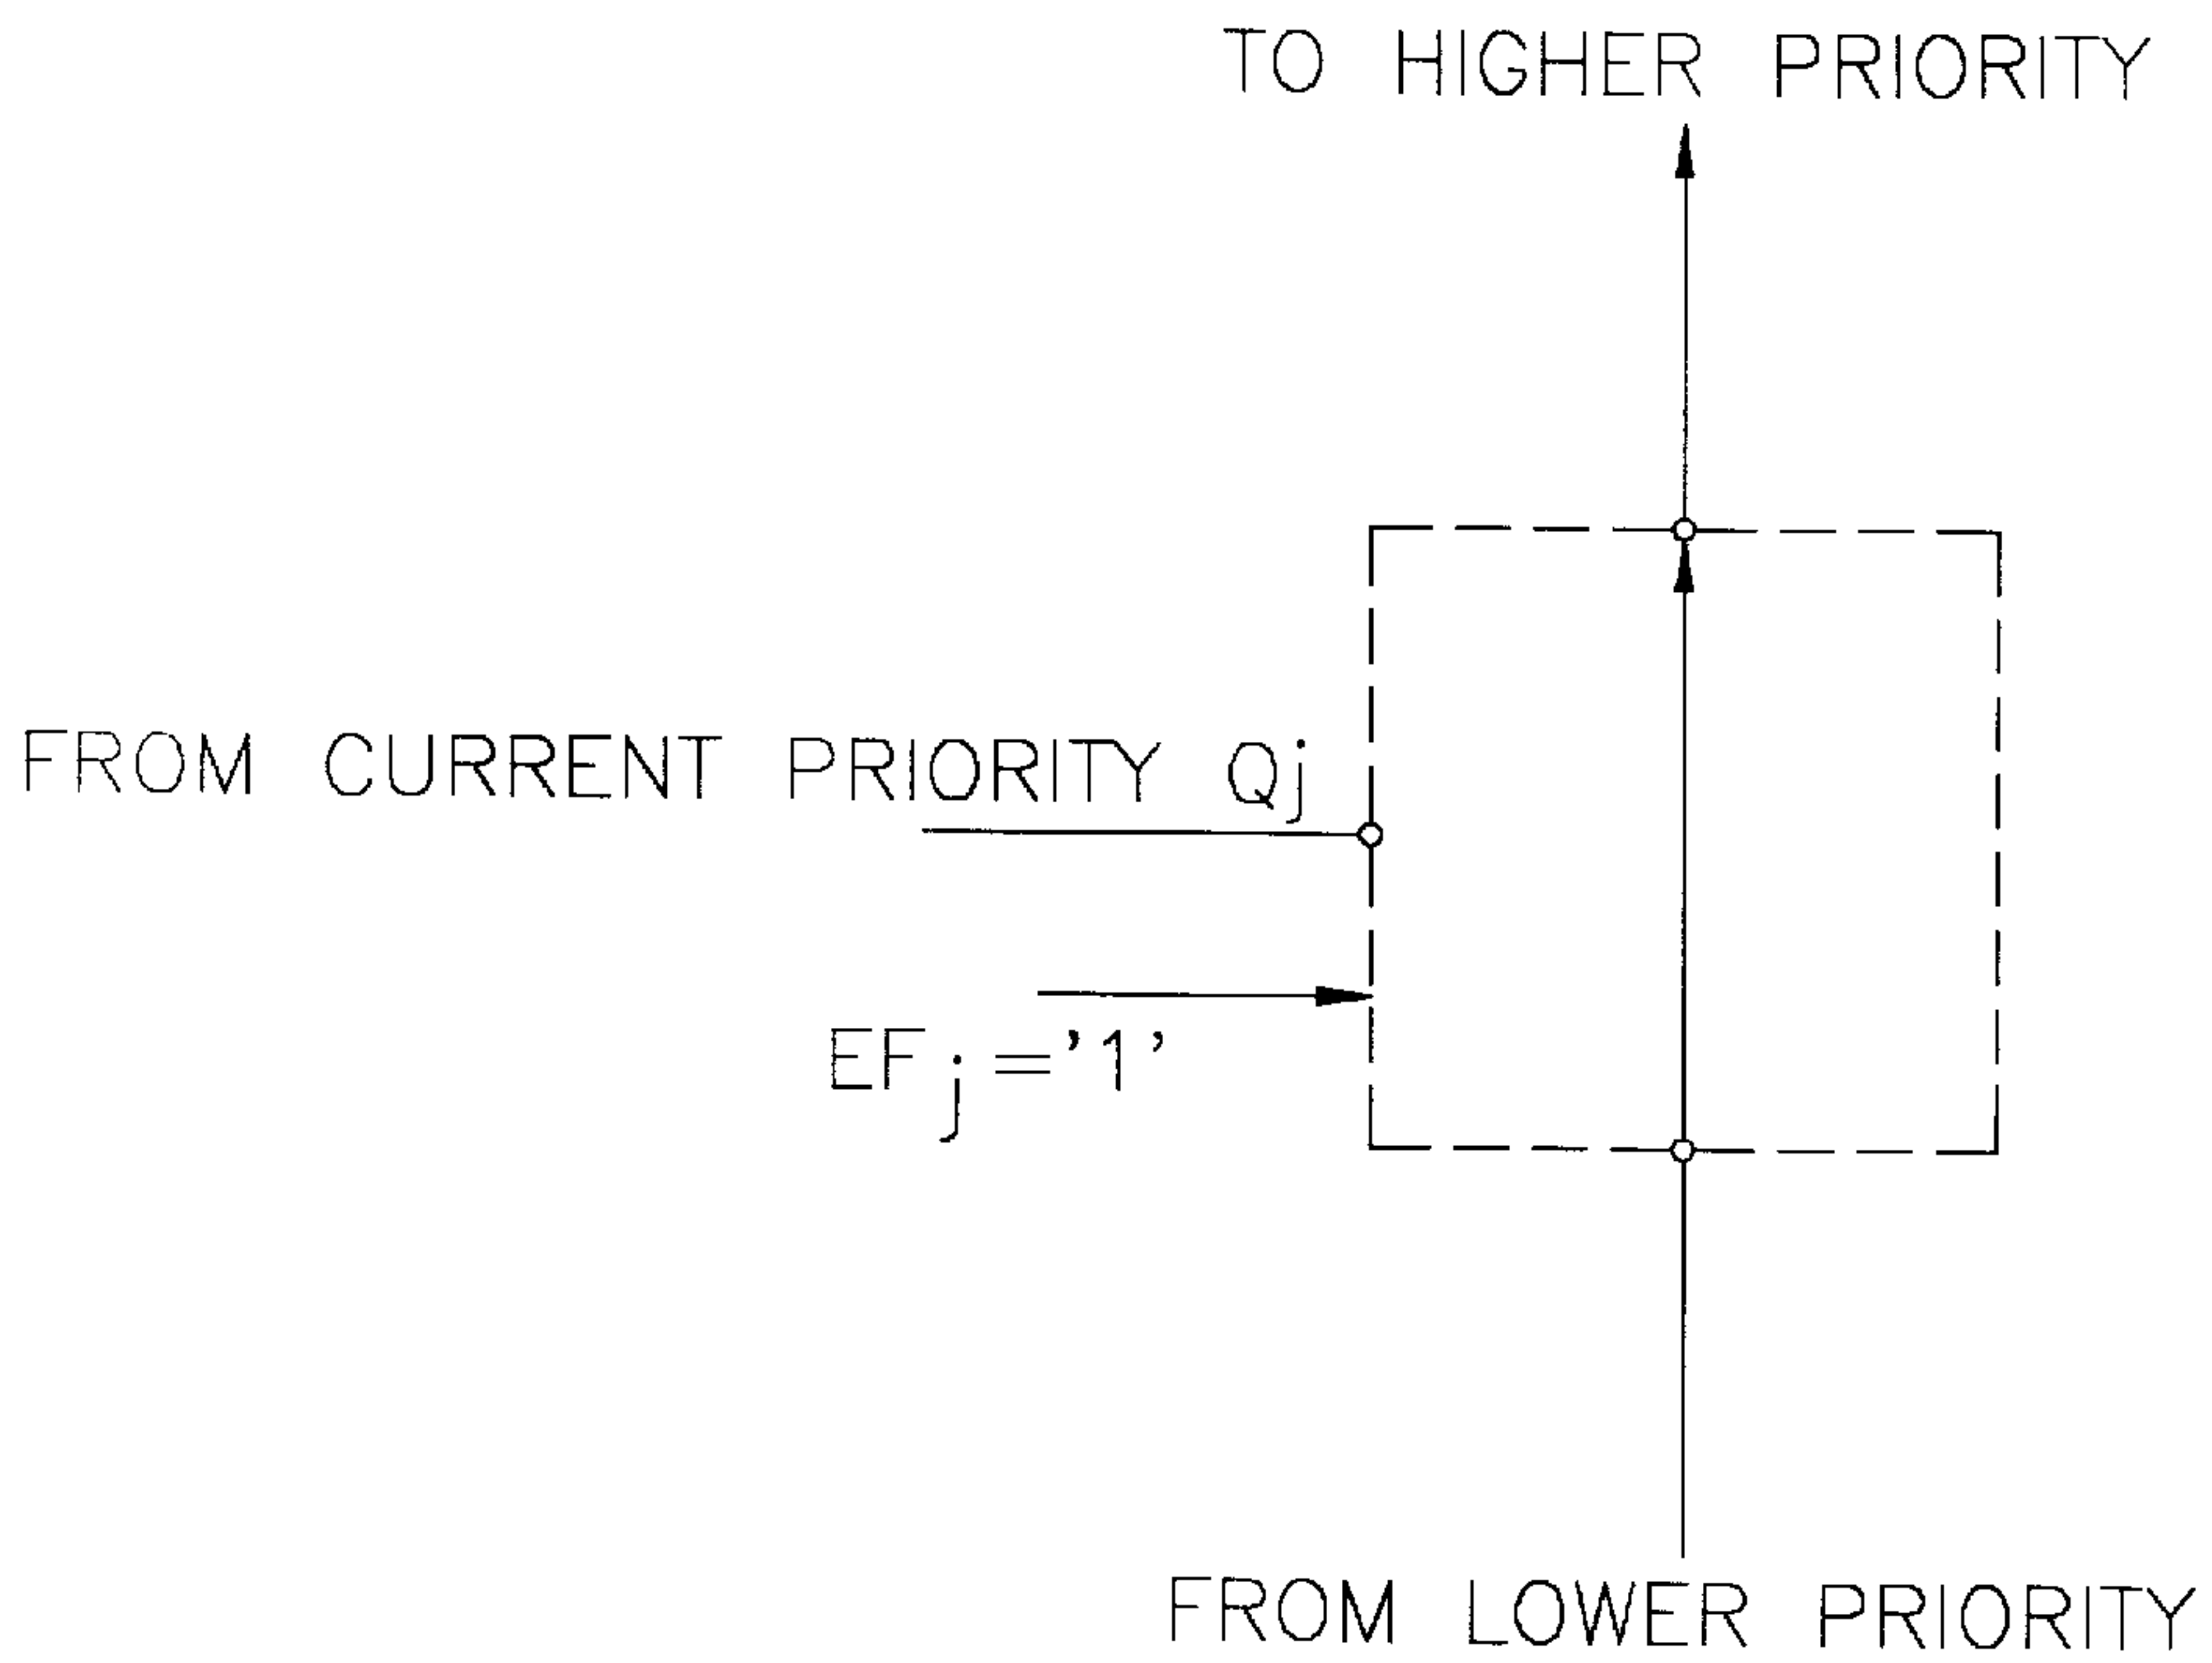 TO HIGHER PRIORITY
FROM CURRENT PRIORITY Qj
EFj='1'
FROM LOWER PRIORITY